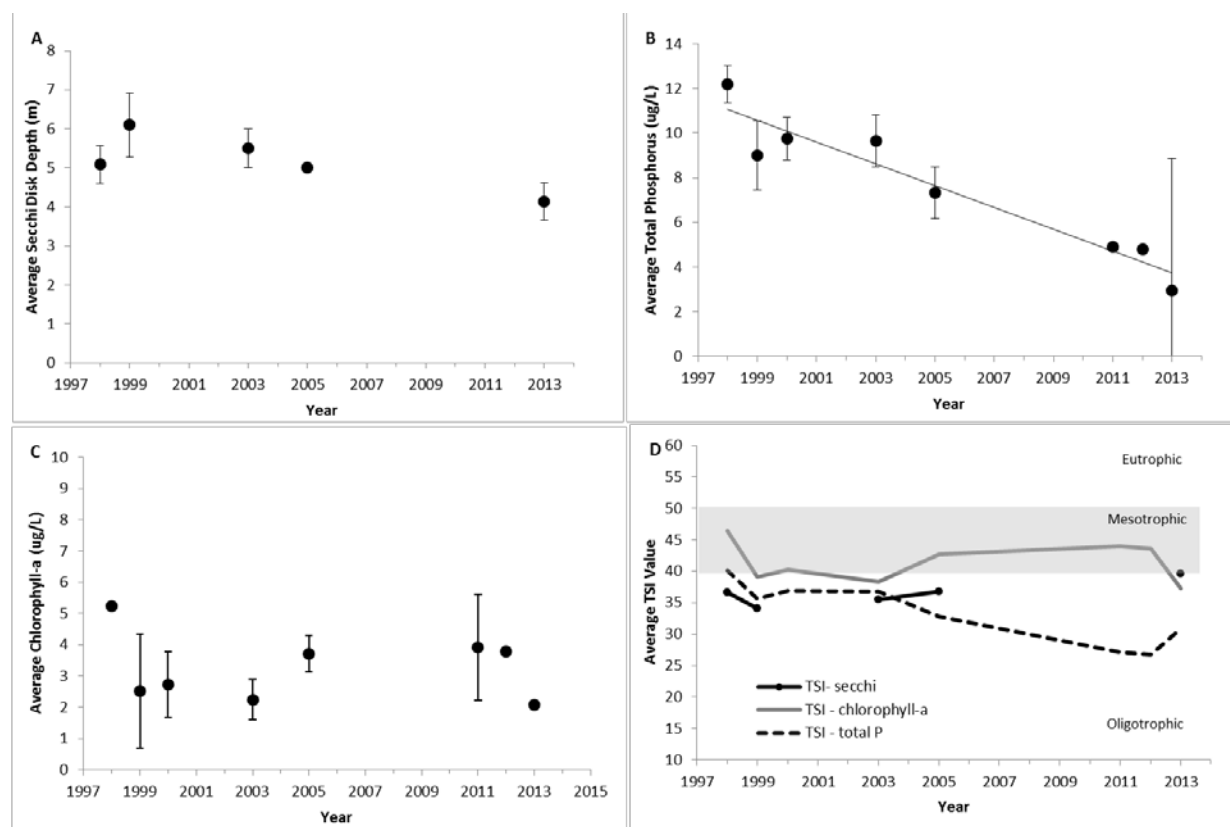 A
Average Secchi Disk Depth (m)
8
7
6
5
4
3
2
1
0
1997 1999 2001 2003 2005 2007 2009 2011 2013
Year
B
Average Total Phosphorus (ug/L)
14
12
10
8
6
4
2
0
1997 1999 2001 2003 2005 2007 2009 2011 2013
Year
C
Average Chlorophyll-a (ug/L)
10
9
8
7
6
5
4
3
2
1
0
1997 1999 2001 2003 2005 2007 2009 2011 2013 2015
Year
D
Average TSI Value
60
55
50
45
40
35
30
25
20
15
10
Eutrophic
Mesotrophic
Oligotrophic
TSI- secchi
TSI - chlorophyll-a
TSI - total P
1997 1999 2001 2003 2005 2007 2009 2011 2013
Year